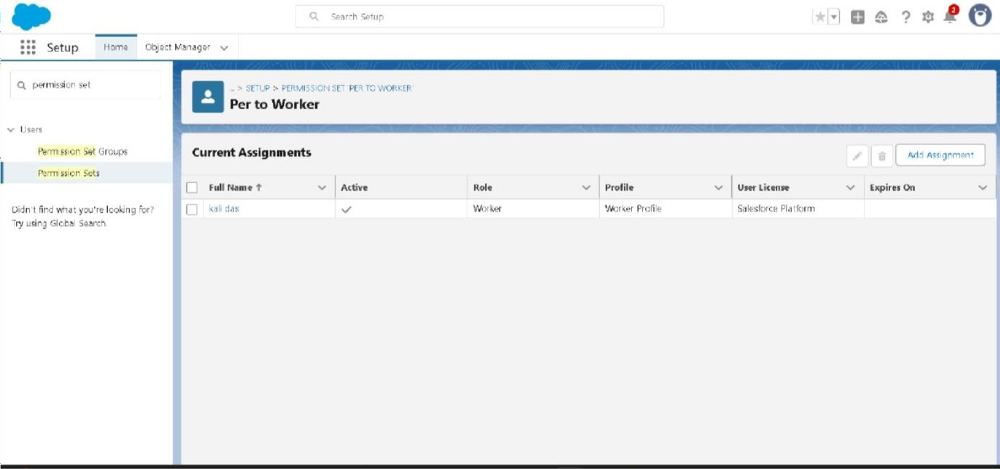 Search Setup
2
Setup
Home
Object Manager
permission set
... > SETUP > PERMISSION SET 'PER TO WORKER'
Per to Worker
Users
Permission Set Groups
Permission Sets
Didn't find what you're looking for?
Try using Global Search.
Current Assignments
Add Assignment
Full Name ↑ Active Role Profile User License Expires On
kali das Worker Worker Profile Salesforce Platform